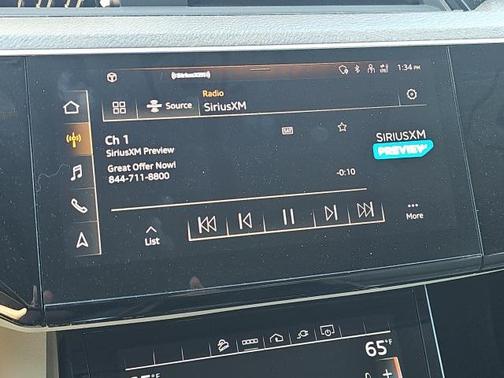 ((SiriusXM))
1:34 PM
Source
Radio
SiriusXM
Ch 1
SiriusXM Preview
Great Offer Now!
844-711-8800
SIRIUSXM
PREVIEW
-0:10
List
More
65°